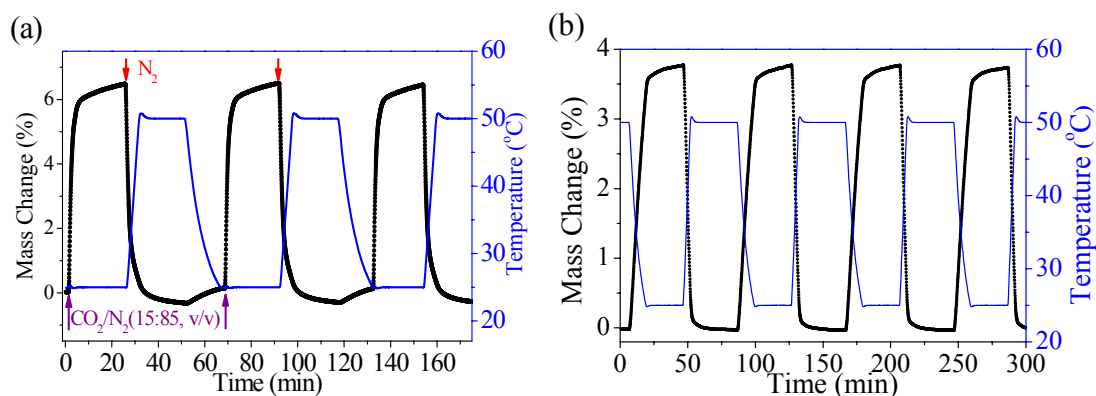 (a)
60
50
40
30
20
Temperature (°C)
6
4
2
0
Mass Change (%)
N₂
CO₂/N₂(15:85, v/v)
0 20 40 60 80 100 120 140 160
Time (min)
(b)
4
3
2
1
0
Mass Change (%)
60
50
40
30
20
Temperature (°C)
0 50 100 150 200 250 300
Time (min)